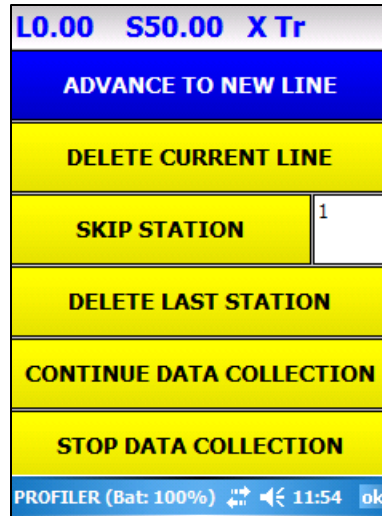 L0.00 S50.00 X Tr
ADVANCE TO NEW LINE
DELETE CURRENT LINE
SKIP STATION 1
DELETE LAST STATION
CONTINUE DATA COLLECTION
STOP DATA COLLECTION
PROFILER (Bat: 100%) 11:54 ok